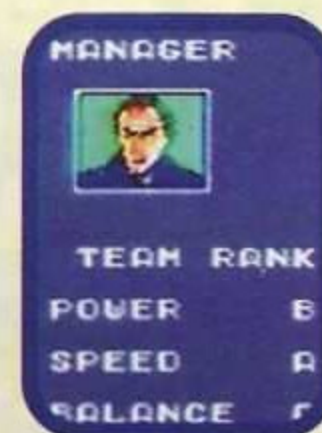 MANAGER
TEAM RANK
POWER B
SPEED A
BALANCE